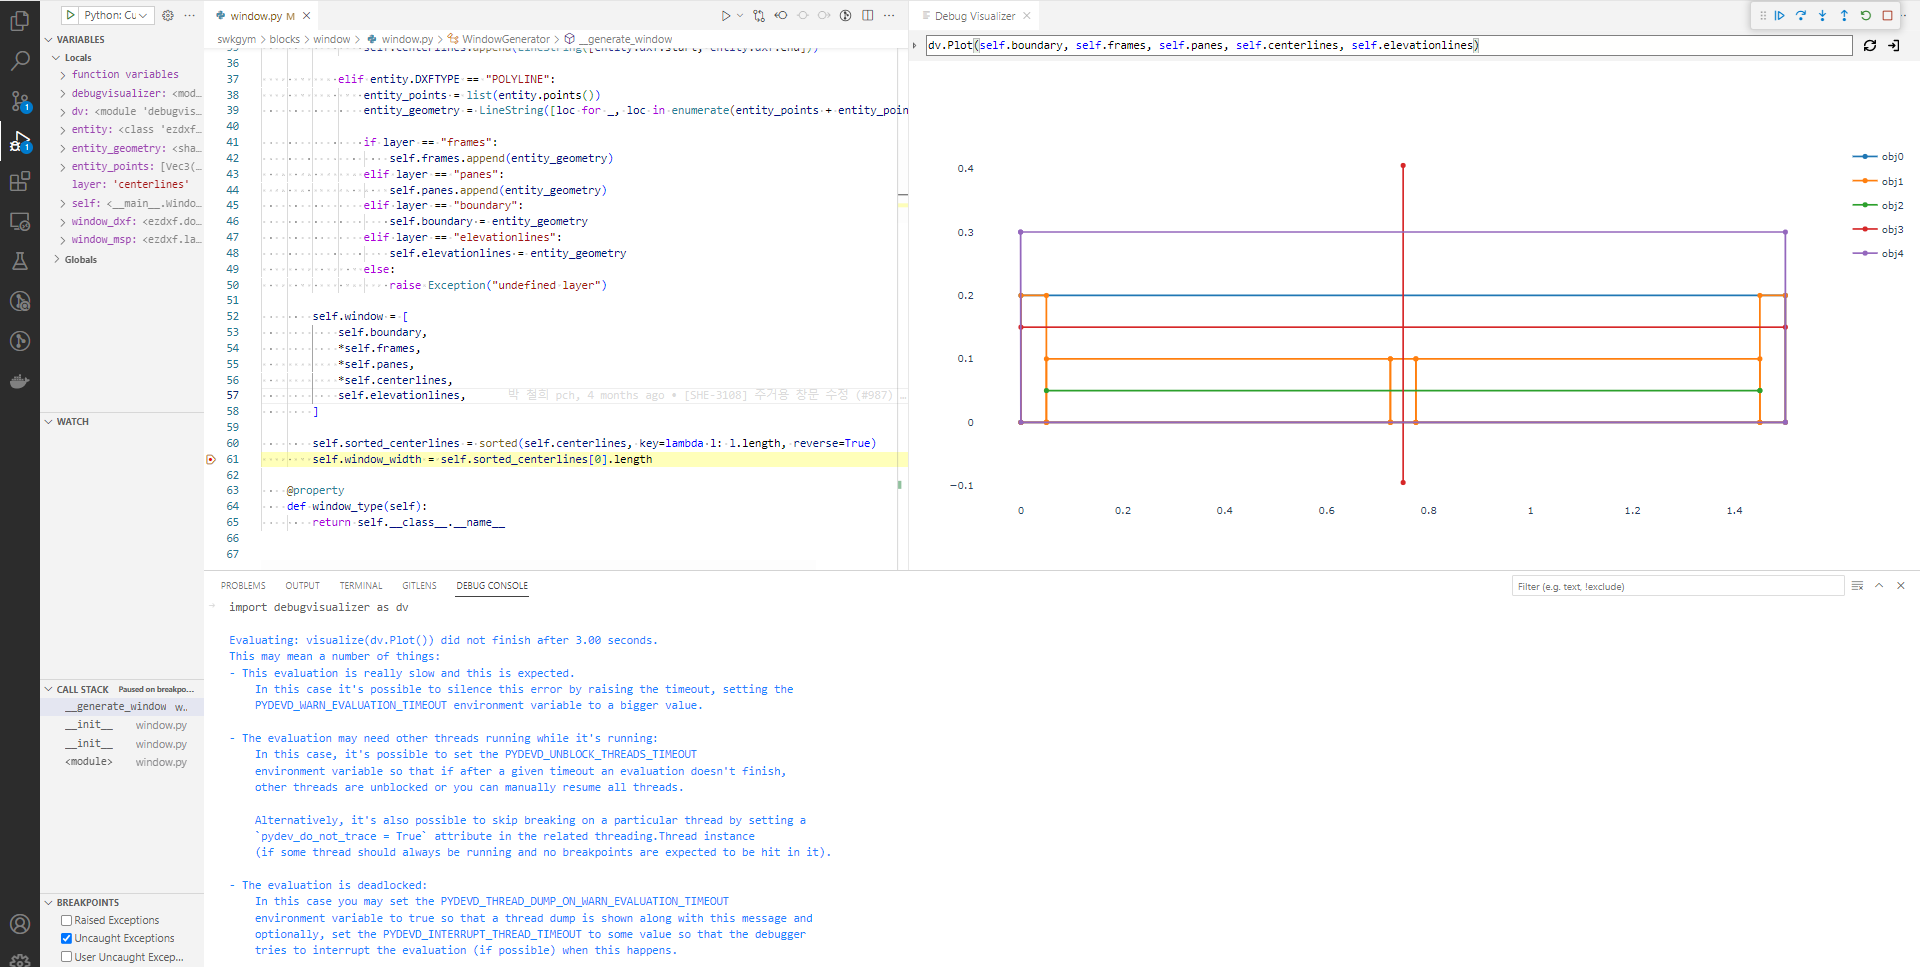 Python: Cu
VARIABLES
Locals
function variables
debugvisualizer: <mod…
dv: <module 'debugvis…
entity: <class 'ezdxf…
entity_geometry: <sha…
entity_points: [Vec3(…
layer: 'centerlines'
self: <__main__.Windo…
window_dxf: <ezdxf.do…
window_msp: <ezdxf.la…
Globals
WATCH
CALL STACK Paused on breakpo…
__generate_window w..
__init__ window.py
__init__ window.py
<module> window.py
BREAKPOINTS
Raised Exceptions
Uncaught Exceptions
User Uncaught Excep…
1
1
window.py M
swkgym > blocks > window > window.py > WindowGenerator > __generate_window
35 self.centerlines.append(LineString([entity.dxf.start, entity.dxf.end]))
36
37 elif entity.DXFTYPE == "POLYLINE":
38 entity_points = list(entity.points())
39 entity_geometry = LineString([loc for _, loc in enumerate(entity_points + entity_poin
40
41 if layer == "frames":
42 self.frames.append(entity_geometry)
43 elif layer == "panes":
44 self.panes.append(entity_geometry)
45 elif layer == "boundary":
46 self.boundary = entity_geometry
47 elif layer == "elevationlines":
48 self.elevationlines = entity_geometry
49 else:
50 raise Exception("undefined layer")
51
52 self.window = [
53 self.boundary,
54 *self.frames,
55 *self.panes,
56 *self.centerlines,
57 self.elevationlines, 박 철희 pch, 4 months ago • [SHE-3108] 주거용 창문 수정 (#987) …
58 ]
59
60 self.sorted_centerlines = sorted(self.centerlines, key=lambda l: l.length, reverse=True)
61 self.window_width = self.sorted_centerlines[0].length
62
63 @property
64 def window_type(self):
65 return self.__class__.__name__
66
67
Debug Visualizer
dv.Plot(self.boundary, self.frames, self.panes, self.centerlines, self.elevationlines)
0.4
0.3
0.2
0.1
0
−0.1
0 0.2 0.4 0.6 0.8 1 1.2 1.4
obj0
obj1
obj2
obj3
obj4
PROBLEMS OUTPUT TERMINAL GITLENS DEBUG CONSOLE
Filter (e.g. text, !exclude)
import debugvisualizer as dv
Evaluating: visualize(dv.Plot()) did not finish after 3.00 seconds.
This may mean a number of things:
- This evaluation is really slow and this is expected.
In this case it's possible to silence this error by raising the timeout, setting the
PYDEVD_WARN_EVALUATION_TIMEOUT environment variable to a bigger value.
- The evaluation may need other threads running while it's running:
In this case, it's possible to set the PYDEVD_UNBLOCK_THREADS_TIMEOUT
environment variable so that if after a given timeout an evaluation doesn't finish,
other threads are unblocked or you can manually resume all threads.
Alternatively, it's also possible to skip breaking on a particular thread by setting a
`pydev_do_not_trace = True` attribute in the related threading.Thread instance
(if some thread should always be running and no breakpoints are expected to be hit in it).
- The evaluation is deadlocked:
In this case you may set the PYDEVD_THREAD_DUMP_ON_WARN_EVALUATION_TIMEOUT
environment variable to true so that a thread dump is shown along with this message and
optionally, set the PYDEVD_INTERRUPT_THREAD_TIMEOUT to some value so that the debugger
tries to interrupt the evaluation (if possible) when this happens.